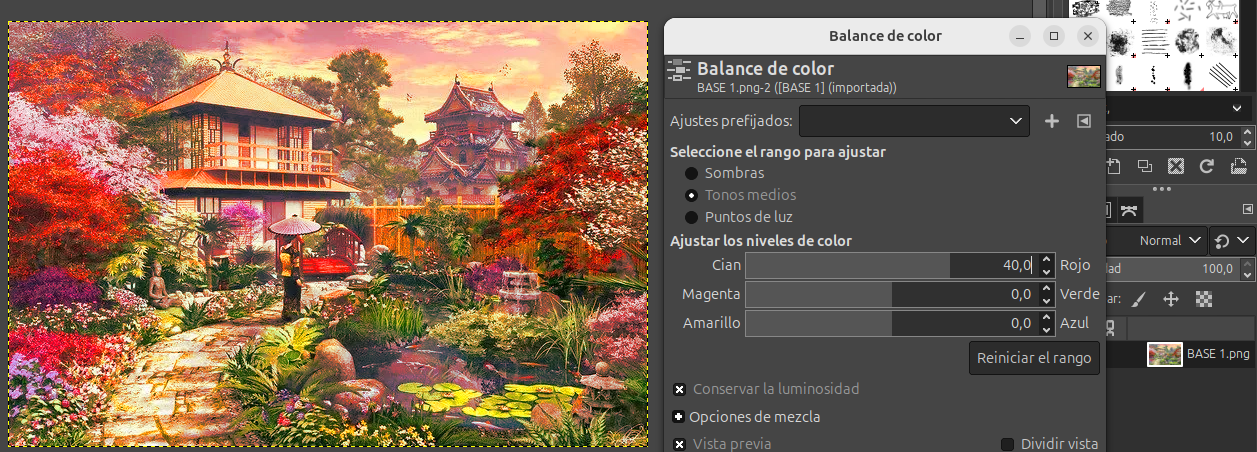 Balance de color
Balance de color
BASE 1.png-2 ([BASE 1] (importada))
Ajustes prefijados:
Seleccione el rango para ajustar
Sombras
Tonos medios
Puntos de luz
Ajustar los niveles de color
Cian 40,0 Rojo
Magenta 0,0 Verde
Amarillo 0,0 Azul
Reiniciar el rango
Conservar la luminosidad
Opciones de mezcla
Vista previa
Dividir vista
ado 10,0
Normal
dad 100,0
ar:
BASE 1.png